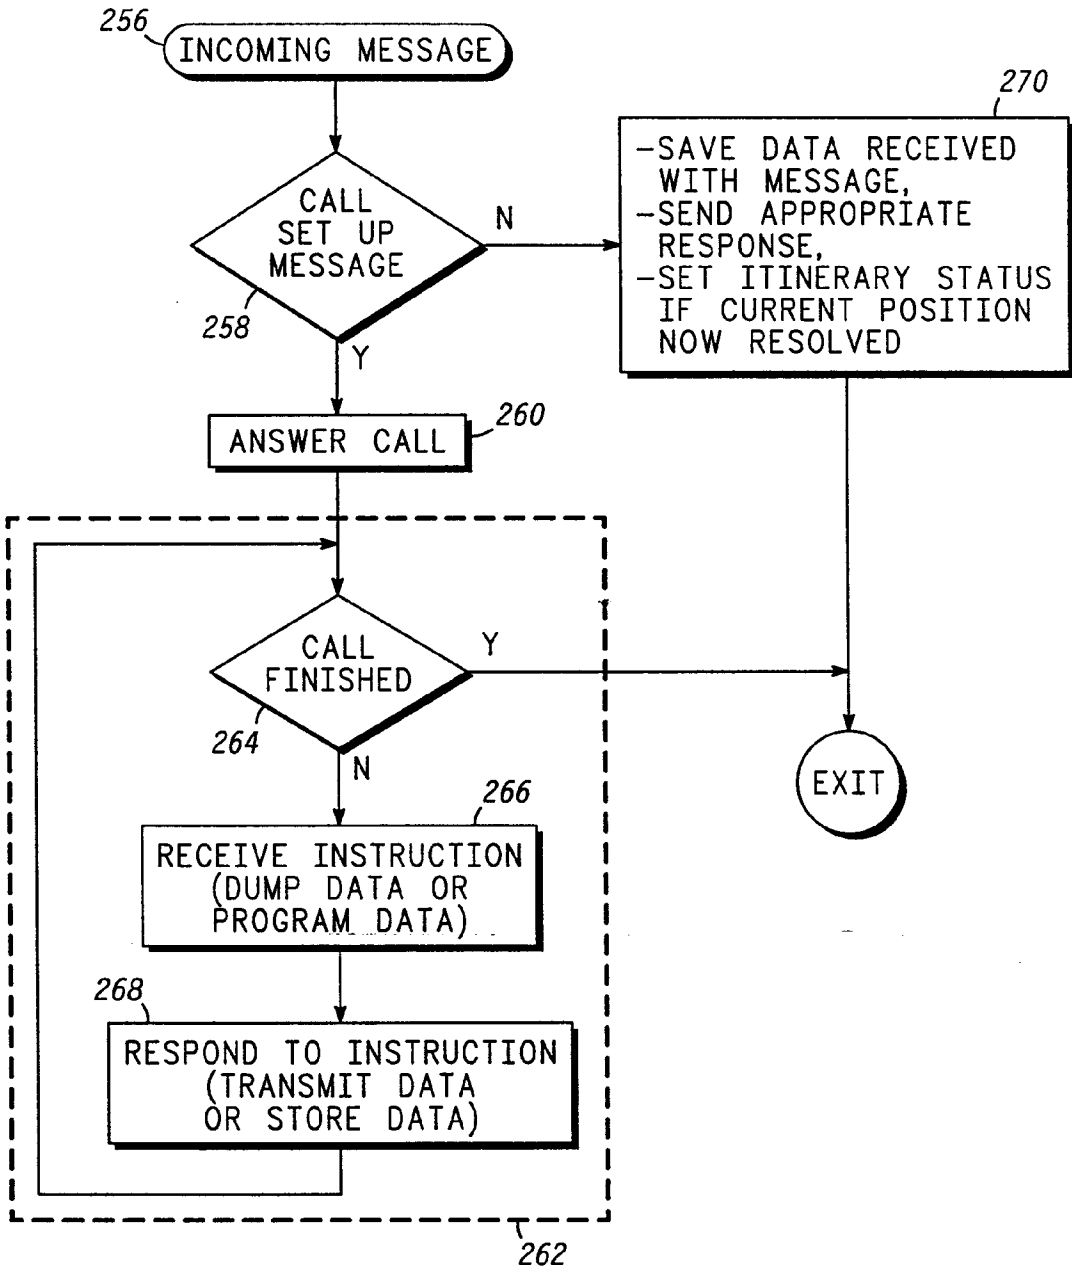 256
INCOMING MESSAGE
270
-SAVE DATA RECEIVED
WITH MESSAGE,
-SEND APPROPRIATE
RESPONSE,
-SET ITINERARY STATUS
IF CURRENT POSITION
NOW RESOLVED
CALL
SET UP
MESSAGE
N
258
Y
260
ANSWER CALL
CALL
FINISHED
Y
264
N
EXIT
266
RECEIVE INSTRUCTION
(DUMP DATA OR
PROGRAM DATA)
268
RESPOND TO INSTRUCTION
(TRANSMIT DATA
OR STORE DATA)
262